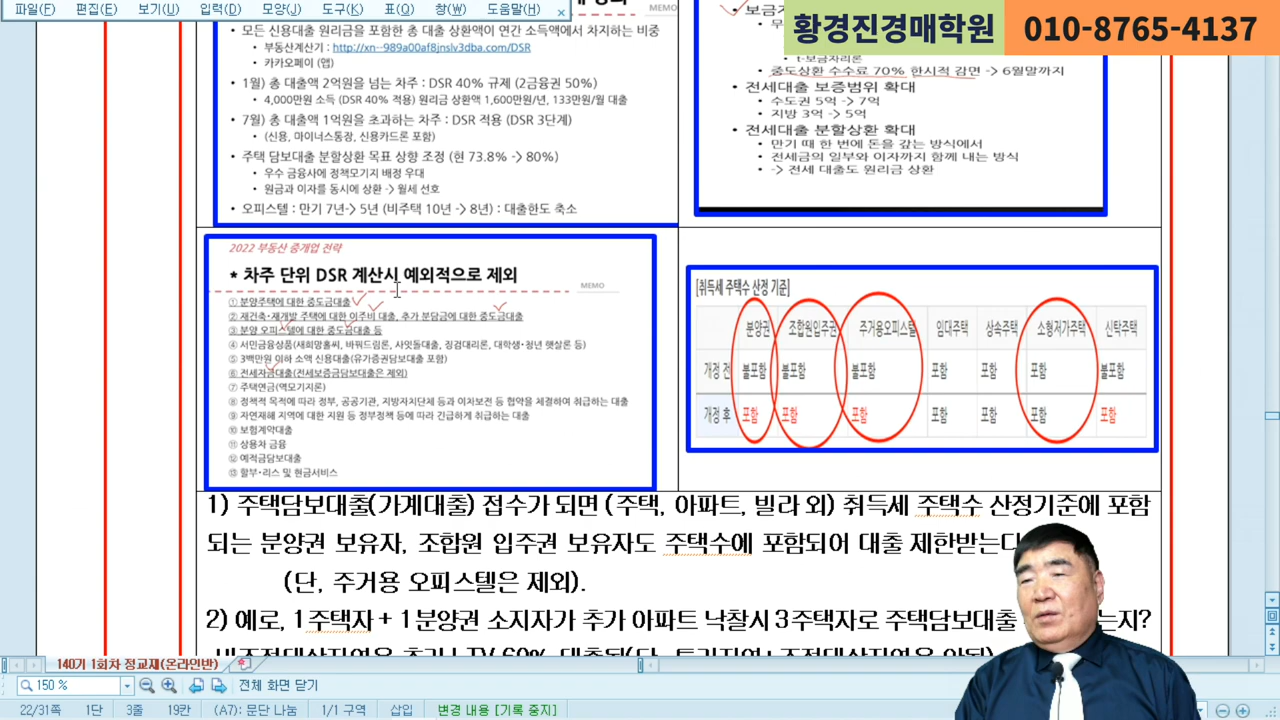 파일(F) 편집(E) 보기(U) 입력(D) 모양(J) 도구(K) 표(Q) 창(W) 도움말(H)
황경진경매학원 010-8765-4137
MEMO
• 모든 신용대출 원리금을 포함한 총 대출 상환액이 연간 소득액에서 차지하는 비중
• 부동산계산기 : http://xn--989a00af8jnslv3dba.com/DSR
• 카카오페이 (앱)
• 1월) 총 대출액 2억원을 넘는 차주 : DSR 40% 규제 (2금융권 50%)
• 4,000만원 소득 (DSR 40% 적용) 원리금 상환액 1,600만원/년, 133만원/월 대출
• 7월) 총 대출액 1억원을 초과하는 차주 : DSR 적용 (DSR 3단계)
• (신용, 마이너스통장, 신용카드론 포함)
• 주택 담보대출 분할상환 목표 상향 조정 (현 73.8% -> 80%)
• 우수 금융사에 정책모기지 배정 우대
• 원금과 이자를 동시에 상환 -> 월세 선호
• 오피스텔 : 만기 7년-> 5년 (비주택 10년 -> 8년) : 대출한도 축소
• t-보금자리론
• 중도상환 수수료 70% 한시적 감면 -> 6월말까지
• 전세대출 보증범위 확대
• 수도권 5억 -> 7억
• 지방 3억 -> 5억
• 전세대출 분할상환 확대
• 만기 때 한 번에 돈을 갚는 방식에서
• 전세금의 일부와 이자까지 함께 내는 방식
• -> 전세 대출도 원리금 상환
2022 부동산 중개업 전략
* 차주 단위 DSR 계산시 예외적으로 제외
MEMO
① 분양주택에 대한 중도금대출
② 재건축·재개발 주택에 대한 이주비 대출, 추가 분담금에 대한 중도금대출
③ 분양 오피스텔에 대한 중도금대출 등
④ 서민금융상품(새희망홀씨, 바꿔드림론, 사잇돌대출, 징검다리론, 대학생·청년 햇살론 등)
⑤ 3백만원 이하 소액 신용대출(유가증권담보대출 포함)
⑥ 전세자금대출(전세보증금담보대출은 제외)
⑦ 주택연금(역모기지론)
⑧ 정책적 목적에 따라 정부, 공공기관, 지방자치단체 등과 이차보전 등 협약을 체결하여 취급하는 대출
⑨ 자연재해 지역에 대한 지원 등 정부정책 등에 따라 긴급하게 취급하는 대출
⑩ 보험계약대출
⑪ 상용차 금융
⑫ 예적금담보대출
⑬ 할부·리스 및 현금서비스
[취득세 주택수 산정 기준]
분양권 조합원입주권 주거용오피스텔 임대주택 상속주택 소형저가주택 신탁주택
개정 전 불포함 불포함 불포함 포함 포함 포함 불포함
개정 후 포함 포함 포함 포함 포함 포함 포함
1) 주택담보대출(가계대출) 접수가 되면 (주택, 아파트, 빌라 외) 취득세 주택수 산정기준에 포함
되는 분양권 보유자, 조합원 입주권 보유자도 주택수에 포함되어 대출 제한받는다
(단, 주거용 오피스텔은 제외).
2) 예로, 1주택자 + 1분양권 소지자가 추가 아파트 낙찰시 3주택자로 주택담보대출 는지?
140기 1회차 정교재(온라인반)
150 % 전체 화면 닫기
22/31쪽 1단 3줄 19칸 (A7): 문단 나눔 1/1 구역 삽입 변경 내용 [기록 중지]